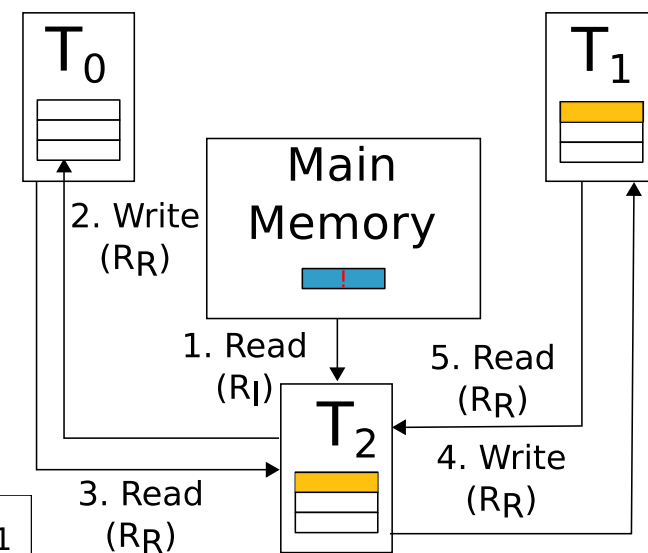 T0
T1
Main
Memory
!
2. Write
(RR)
1. Read
(RI)
5. Read
(RR)
T2
4. Write
(RR)
3. Read
(RR)
1